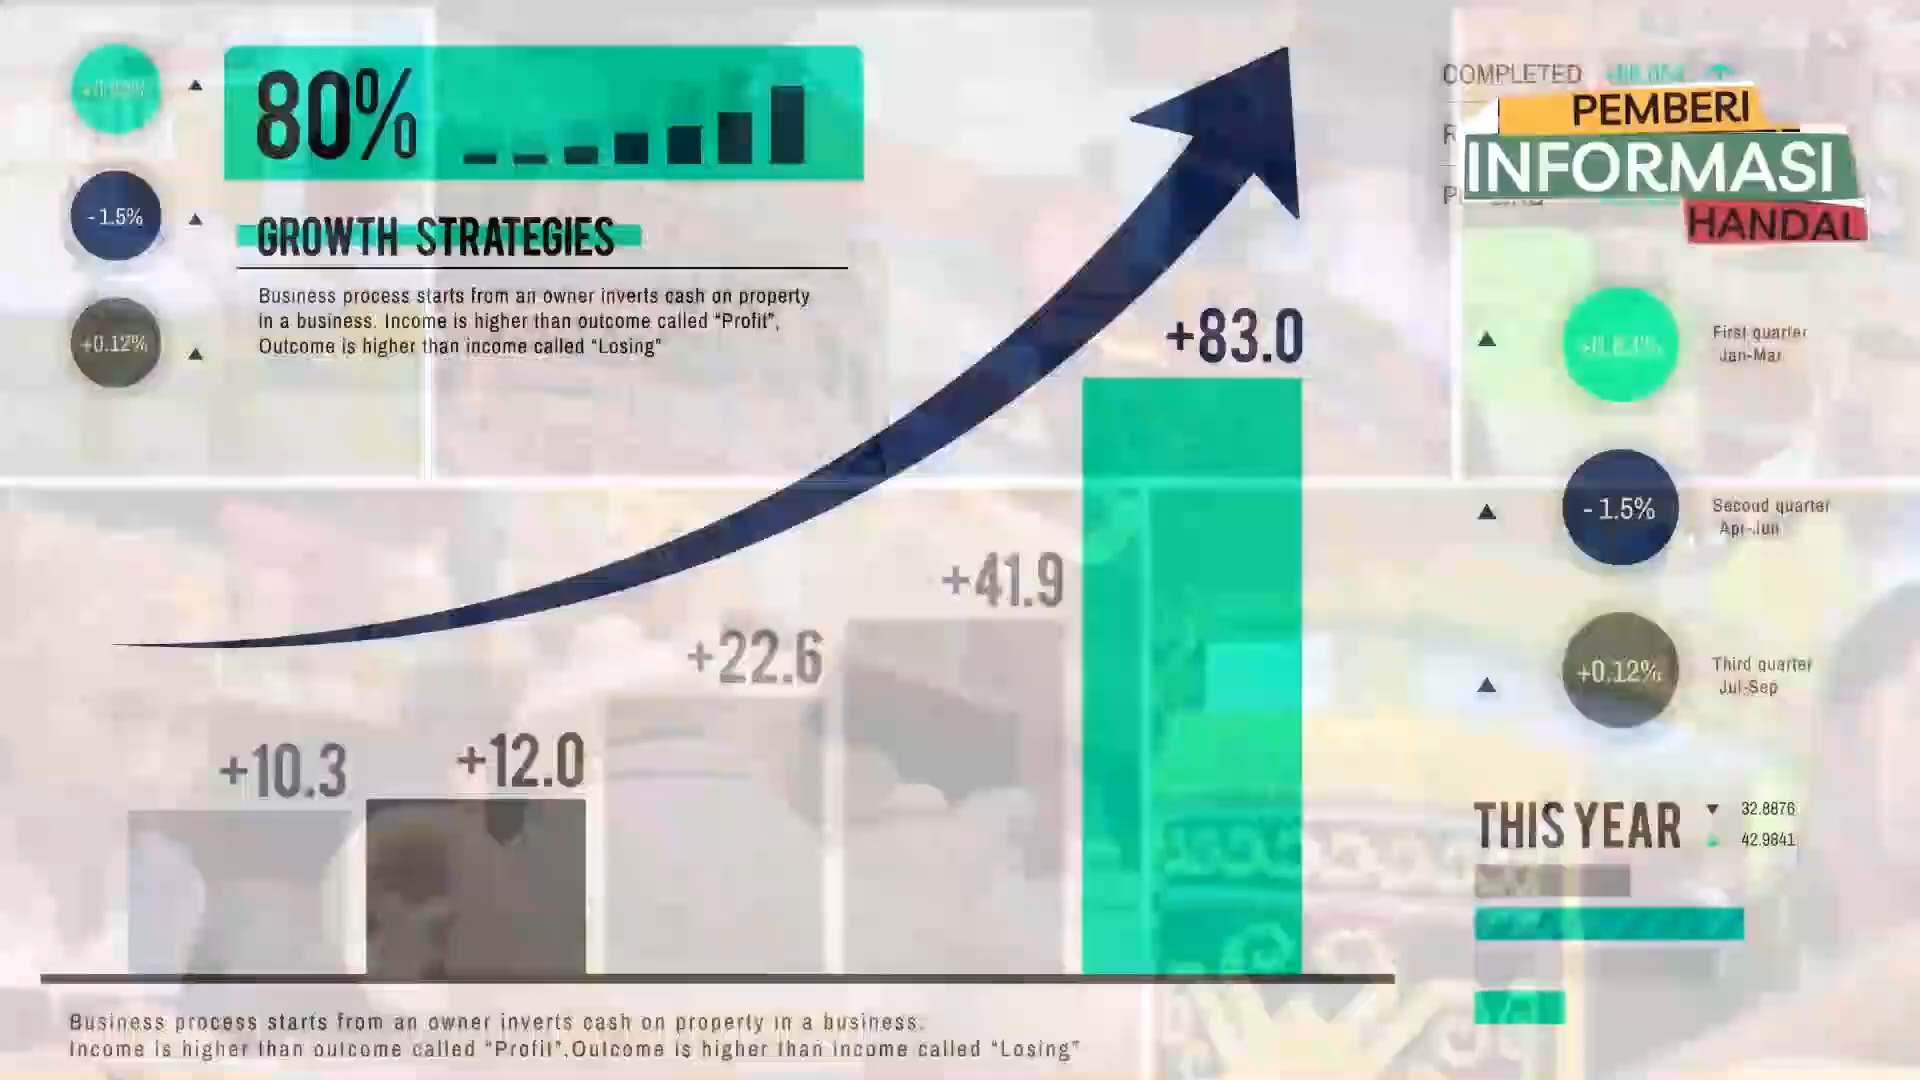 80%
- 1.5%
+0.12%
GROWTH STRATEGIES
Business process starts from an owner inverts cash on property
in a business. Income is higher than outcome called “Profit”,
Outcome is higher than income called “Losing”
COMPLETED
PEMBERI
INFORMASI
HANDAL
First quarter
Jan-Mar
- 1.5%
Secoud quarter
Apr-Jun
+0.12%
Third quarter
Jul-Sep
+83.0
+41.9
+22.6
+12.0
+10.3
THIS YEAR
32.8876
42.9841
Business process starts from an owner inverts cash on property in a business.
Income is higher than outcome called “Profit”,Outcome is higher than income called “Losing”